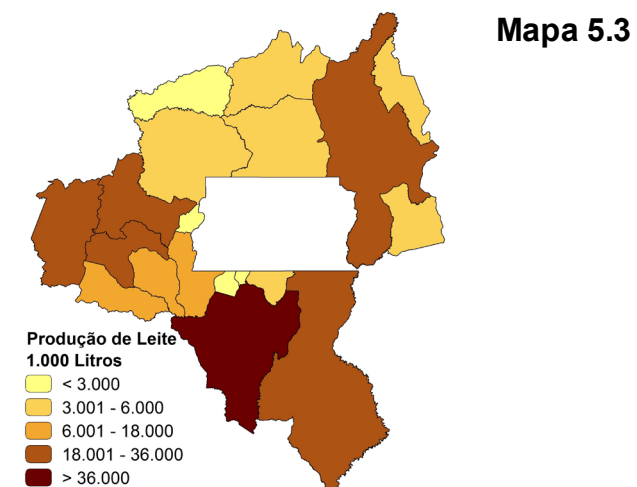 Mapa 5.3
Produção de Leite
1.000 Litros
< 3.000
3.001 - 6.000
6.001 - 18.000
18.001 - 36.000
> 36.000